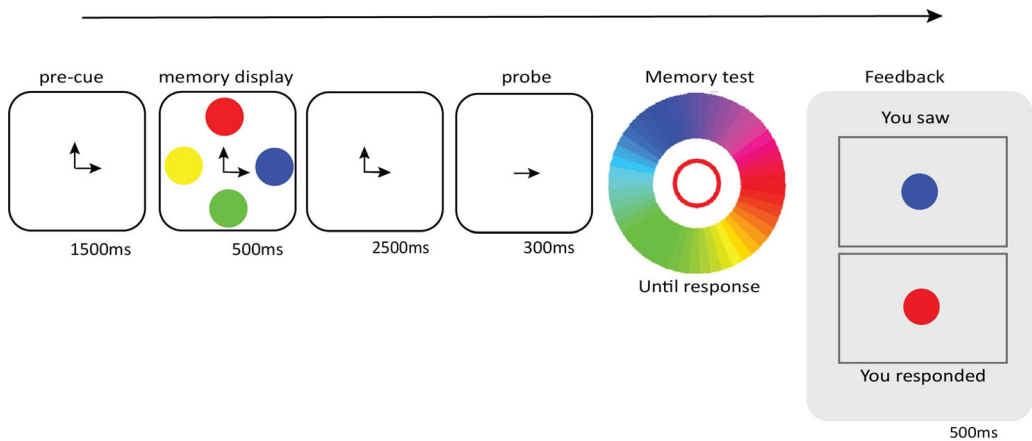 pre-cue
memory display
probe
Memory test
Feedback
You saw
1500ms
500ms
2500ms
300ms
Until response
You responded
500ms